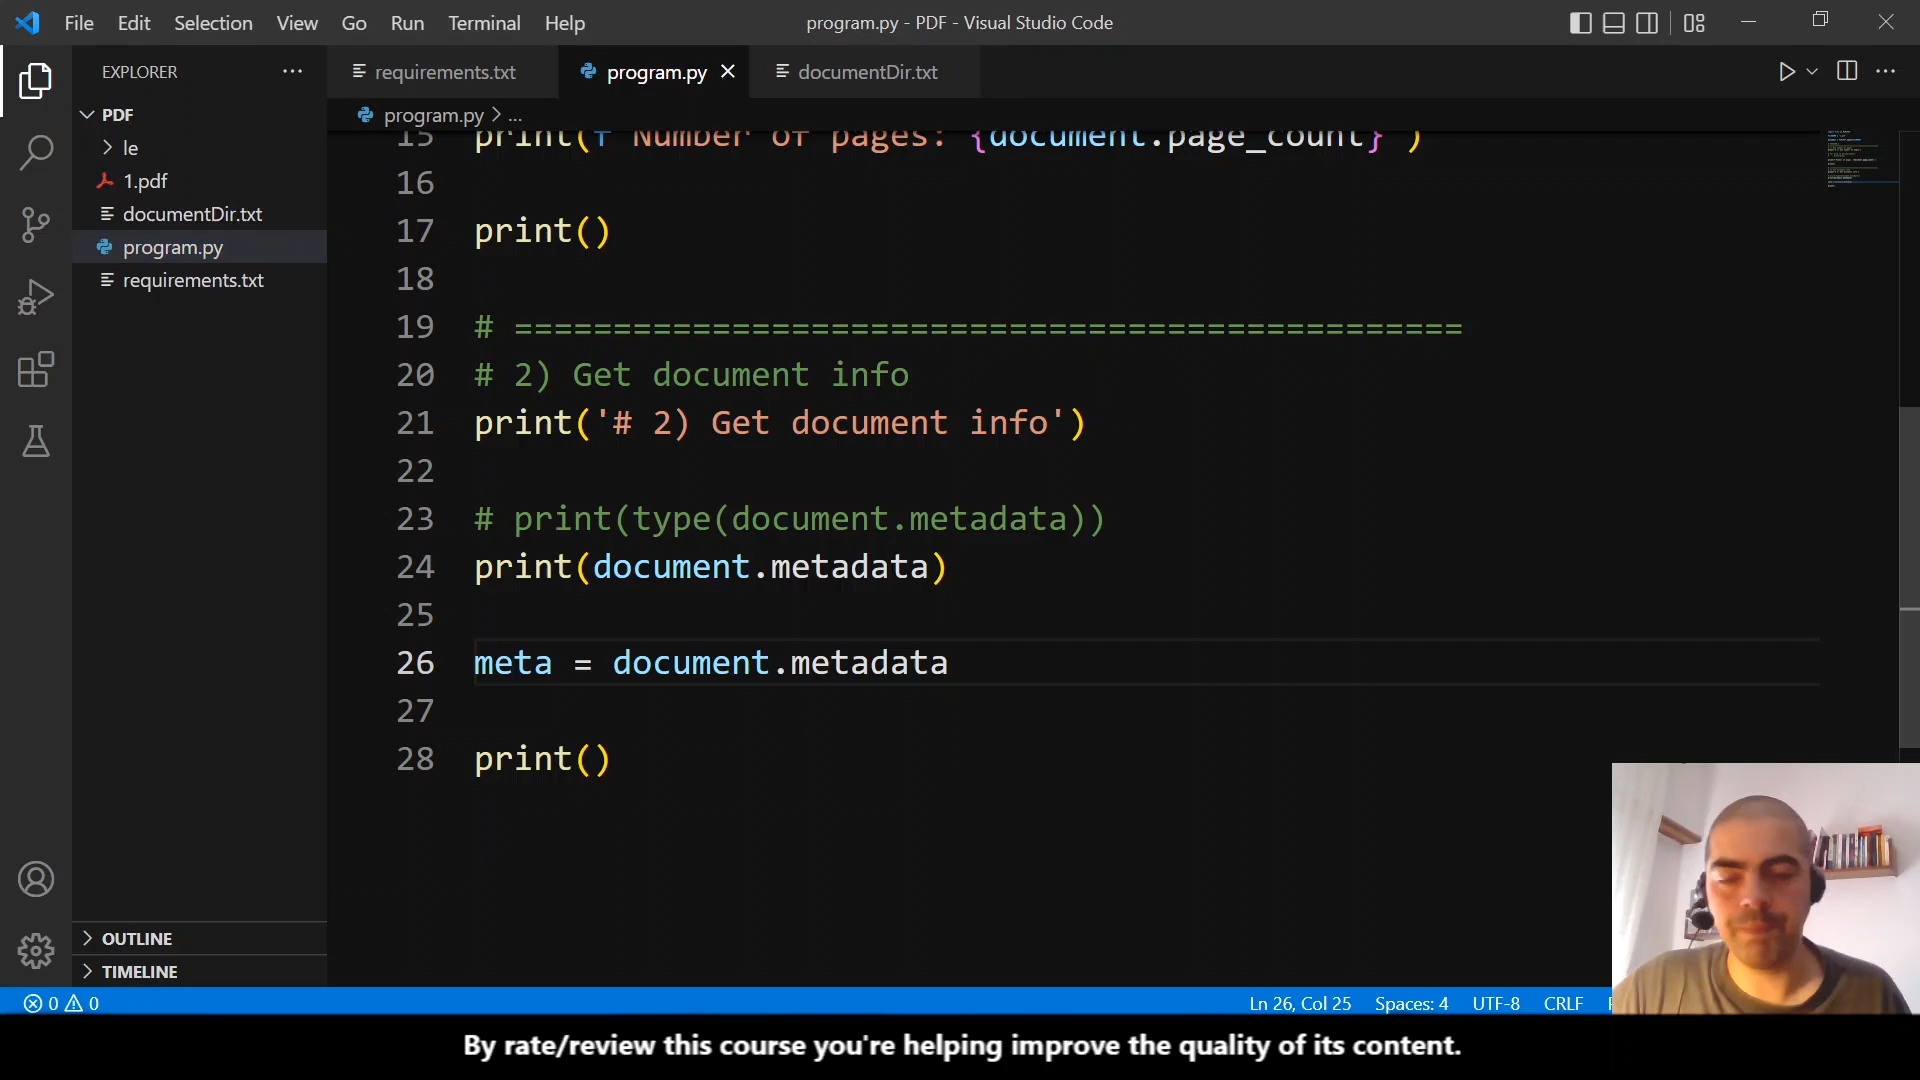 File Edit Selection View Go Run Terminal Help
program.py - PDF - Visual Studio Code
EXPLORER
PDF
le
1.pdf
documentDir.txt
program.py
requirements.txt
OUTLINE
TIMELINE
requirements.txt
program.py
documentDir.txt
program.py > ...
15 print(f" Number of pages: {document.page_count}")
16
17 print()
18
19 # ================================================
20 # 2) Get document info
21 print('# 2) Get document info')
22
23 # print(type(document.metadata))
24 print(document.metadata)
25
26 meta = document.metadata
27
28 print()
0 0
Ln 26, Col 25 Spaces: 4 UTF-8 CRLF
By rate/review this course you're helping improve the quality of its content.